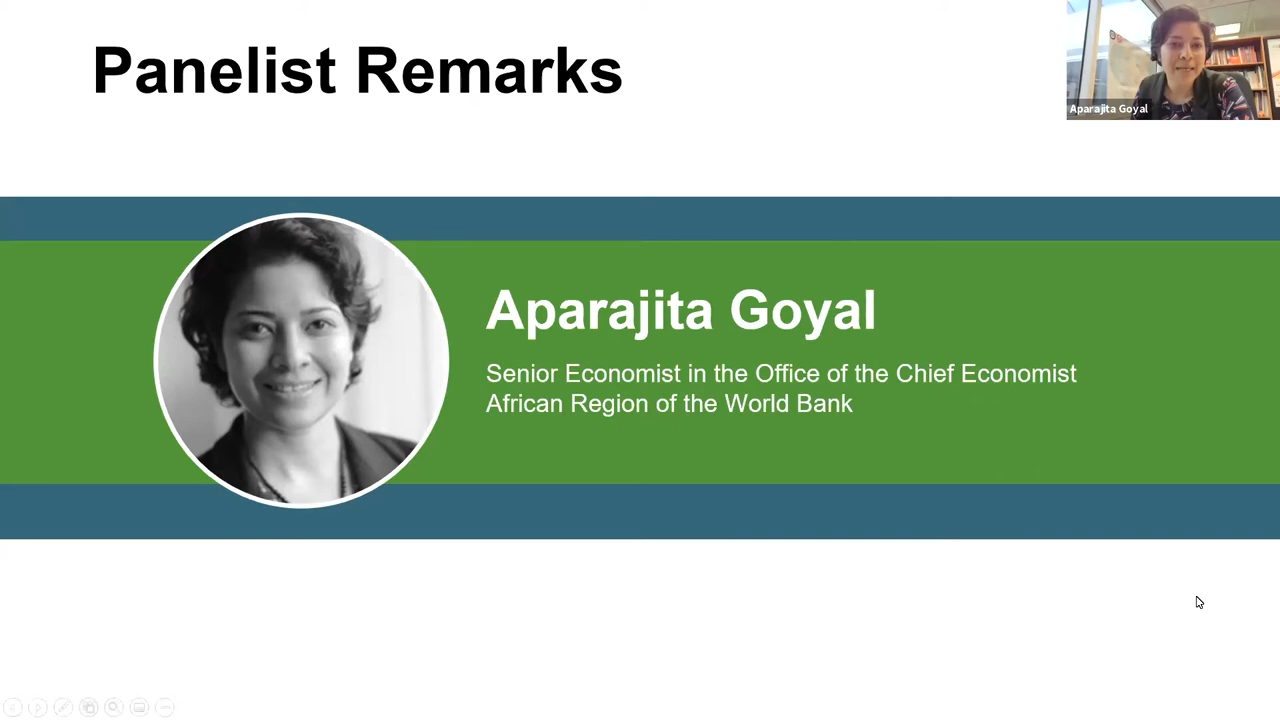 Panelist Remarks
Aparajita Goyal
Aparajita Goyal
Senior Economist in the Office of the Chief Economist
African Region of the World Bank